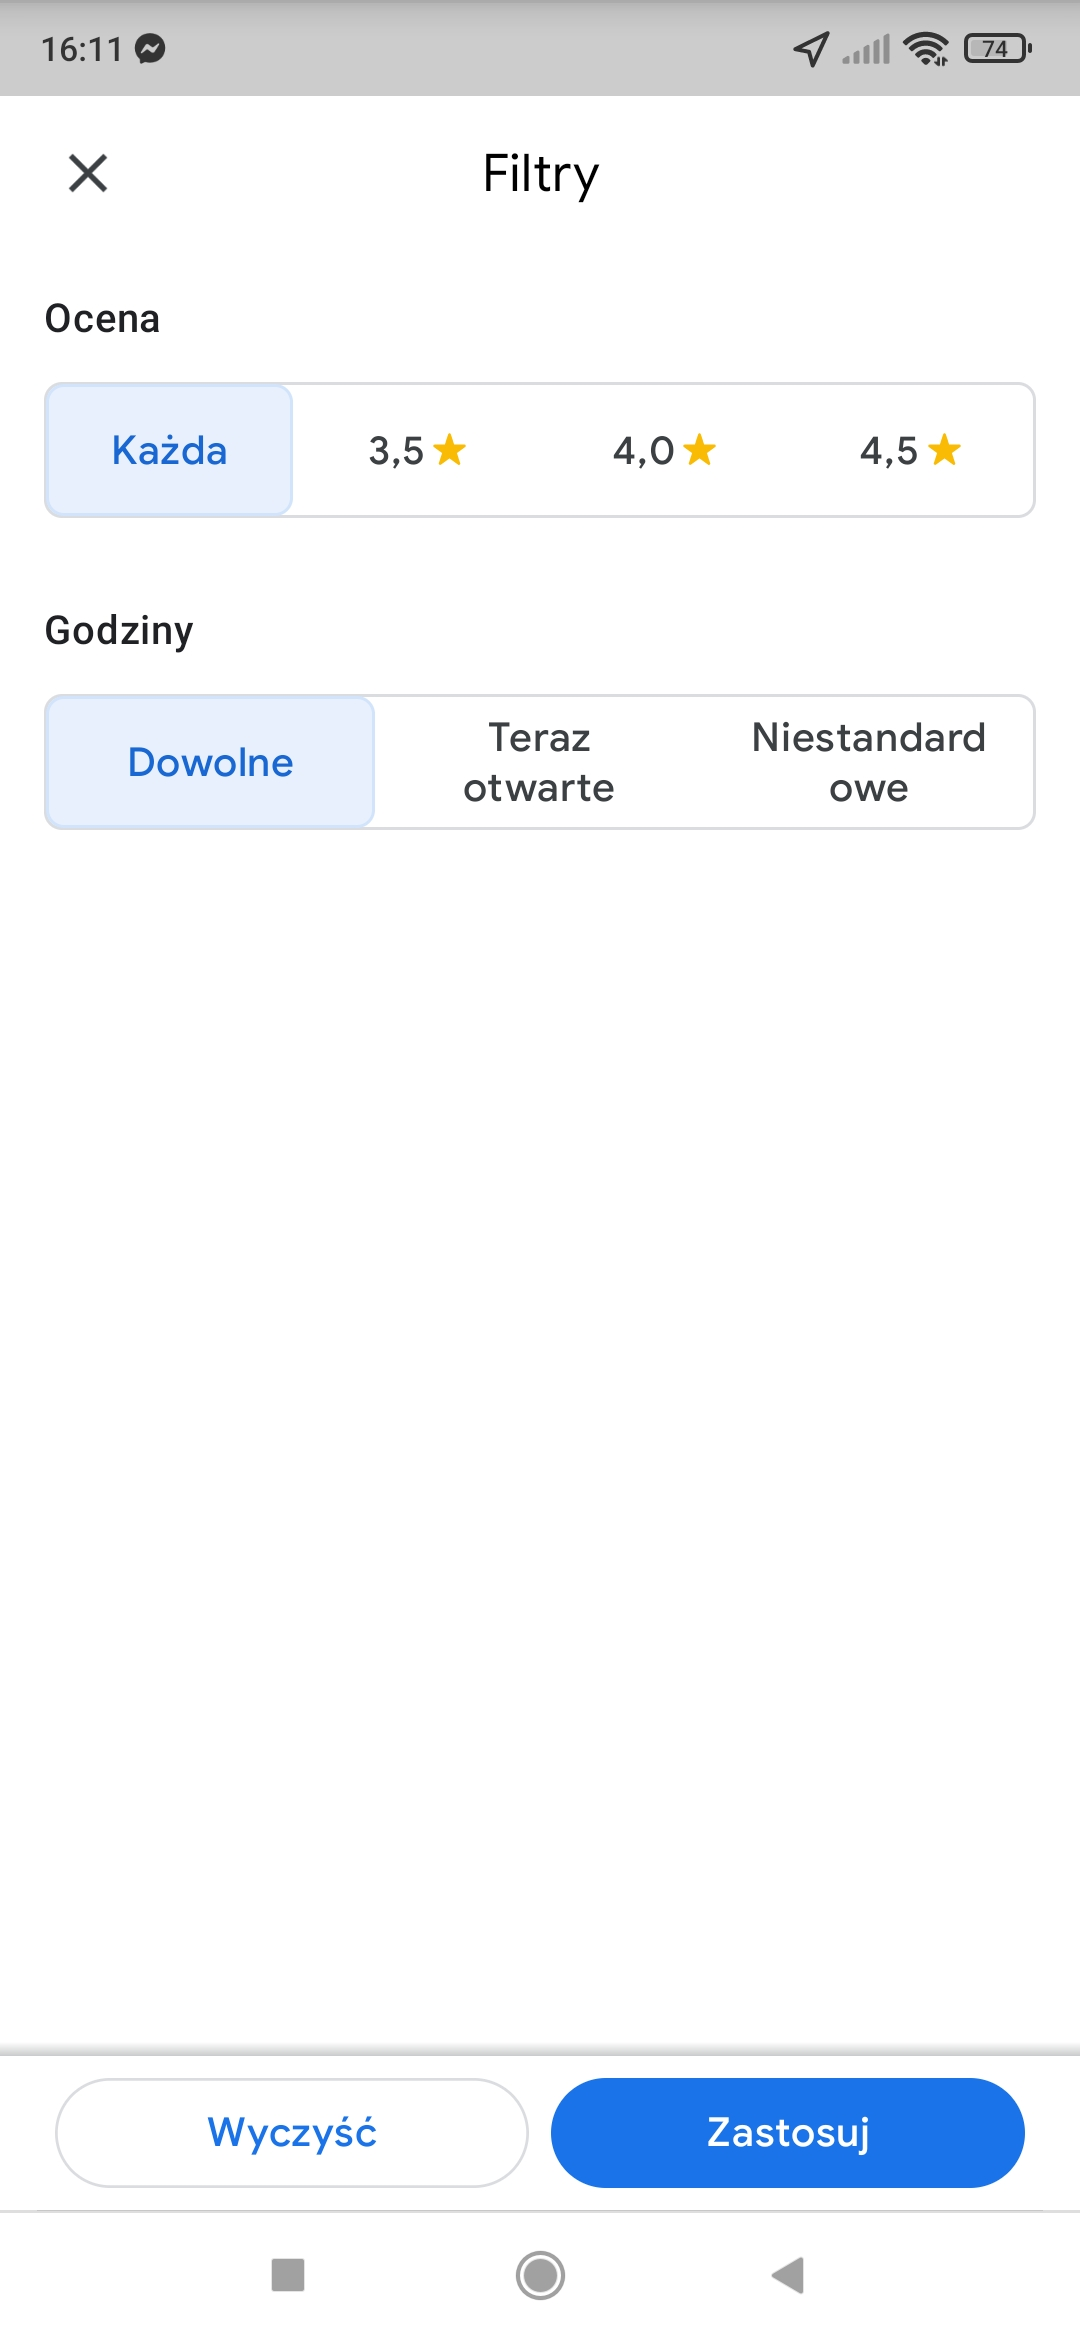 16:11
74
Filtry
Ocena
Każda 3,5 4,0 4,5
Godziny
Dowolne
Teraz
otwarte
Niestandard
owe
Wyczyść Zastosuj